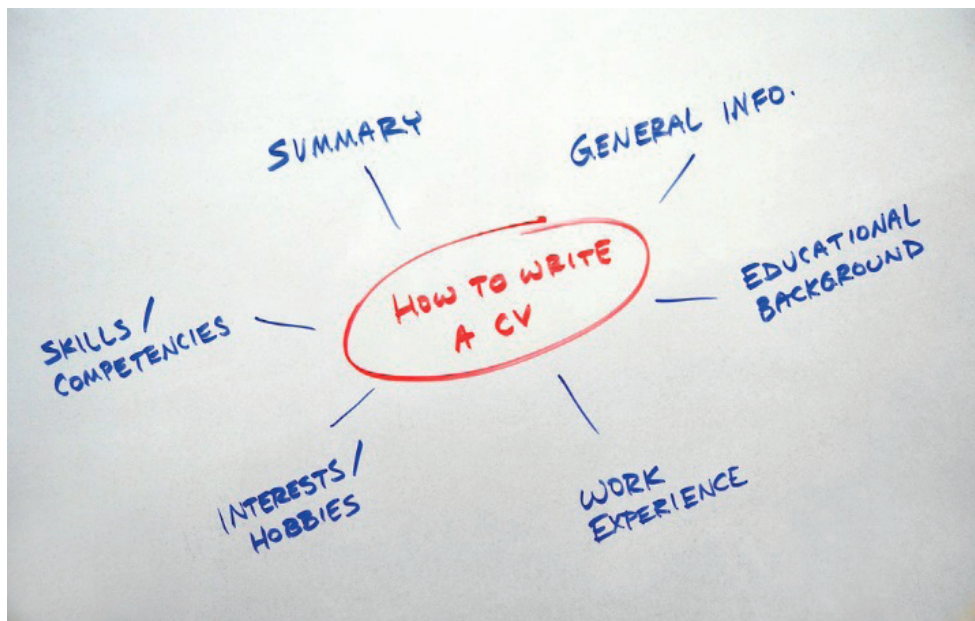 SUMMARY
GENERAL INFO.
HOW TO WRITE
A CV
EDUCATIONAL
BACKGROUND
SKILLS /
COMPETENCIES
INTERESTS /
HOBBIES
WORK
EXPERIENCE